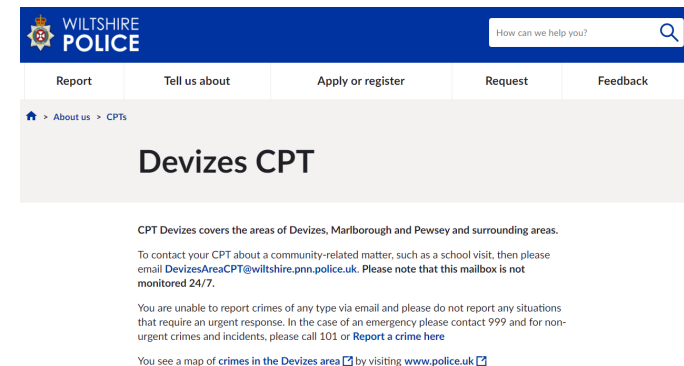 WILTSHIRE
POLICE
How can we help you?
Report
Tell us about
Apply or register
Request
Feedback
> About us > CPTs
Devizes CPT
CPT Devizes covers the areas of Devizes, Marlborough and Pewsey and surrounding areas.
To contact your CPT about a community-related matter, such as a school visit, then please
email DevizesAreaCPT@wiltshire.pnn.police.uk. Please note that this mailbox is not
monitored 24/7.
You are unable to report crimes of any type via email and please do not report any situations
that require an urgent response. In the case of an emergency please contact 999 and for non-
urgent crimes and incidents, please call 101 or Report a crime here
You see a map of crimes in the Devizes area by visiting www.police.uk